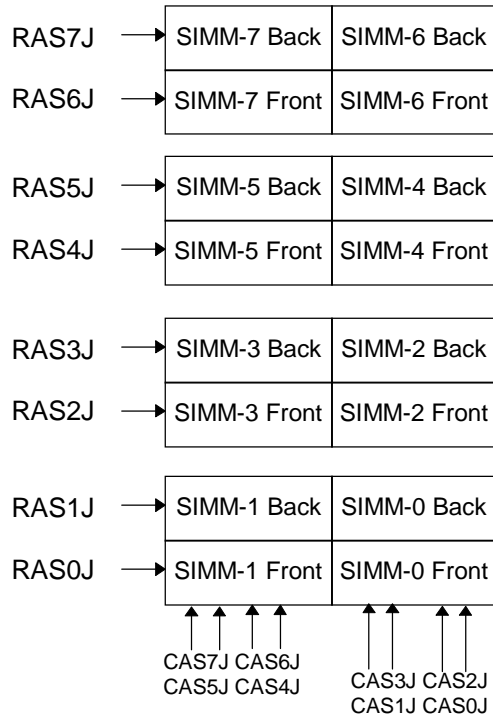 RAS7J SIMM-7 Back SIMM-6 Back
RAS6J SIMM-7 Front SIMM-6 Front
RAS5J SIMM-5 Back SIMM-4 Back
RAS4J SIMM-5 Front SIMM-4 Front
RAS3J SIMM-3 Back SIMM-2 Back
RAS2J SIMM-3 Front SIMM-2 Front
RAS1J SIMM-1 Back SIMM-0 Back
RAS0J SIMM-1 Front SIMM-0 Front
CAS7J CAS6J
CAS5J CAS4J
CAS3J CAS2J
CAS1J CAS0J